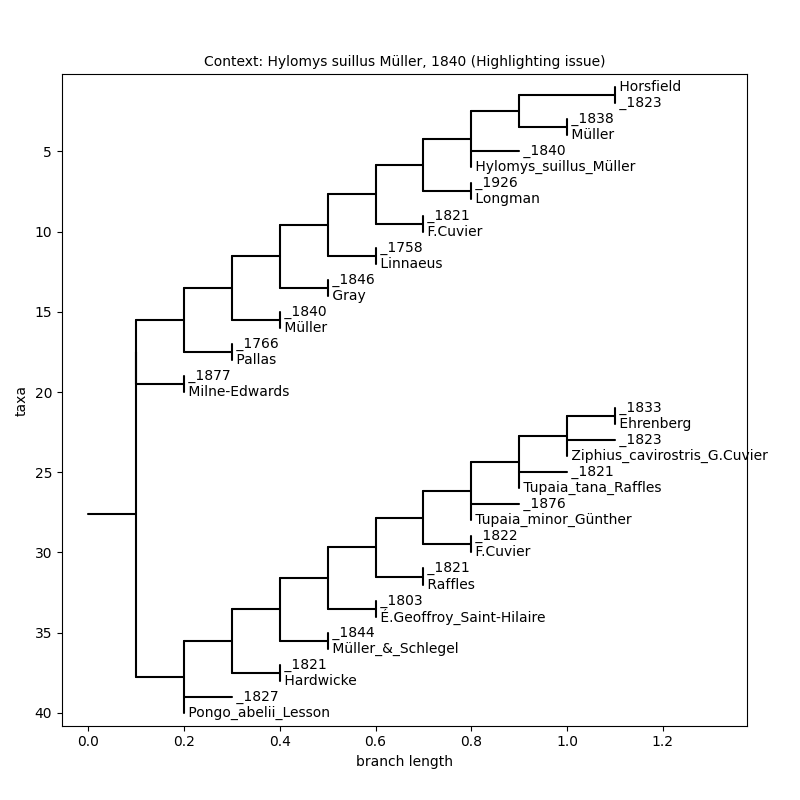 Context: Hylomys suillus Müller, 1840 (Highlighting issue)
Horsfield
_1823
_1838
Müller
_1840
Hylomys_suillus_Müller
_1926
Longman
_1821
F.Cuvier
_1758
Linnaeus
_1846
Gray
_1840
Müller
_1766
Pallas
_1877
Milne-Edwards
_1833
Ehrenberg
_1823
Ziphius_cavirostris_G.Cuvier
_1821
Tupaia_tana_Raffles
_1876
Tupaia_minor_Günther
_1822
F.Cuvier
_1821
Raffles
_1803
É.Geoffroy_Saint-Hilaire
_1844
Müller_&_Schlegel
_1821
Hardwicke
_1827
Pongo_abelii_Lesson
5
10
15
20
25
30
35
40
taxa
0.0 0.2 0.4 0.6 0.8 1.0 1.2
branch length